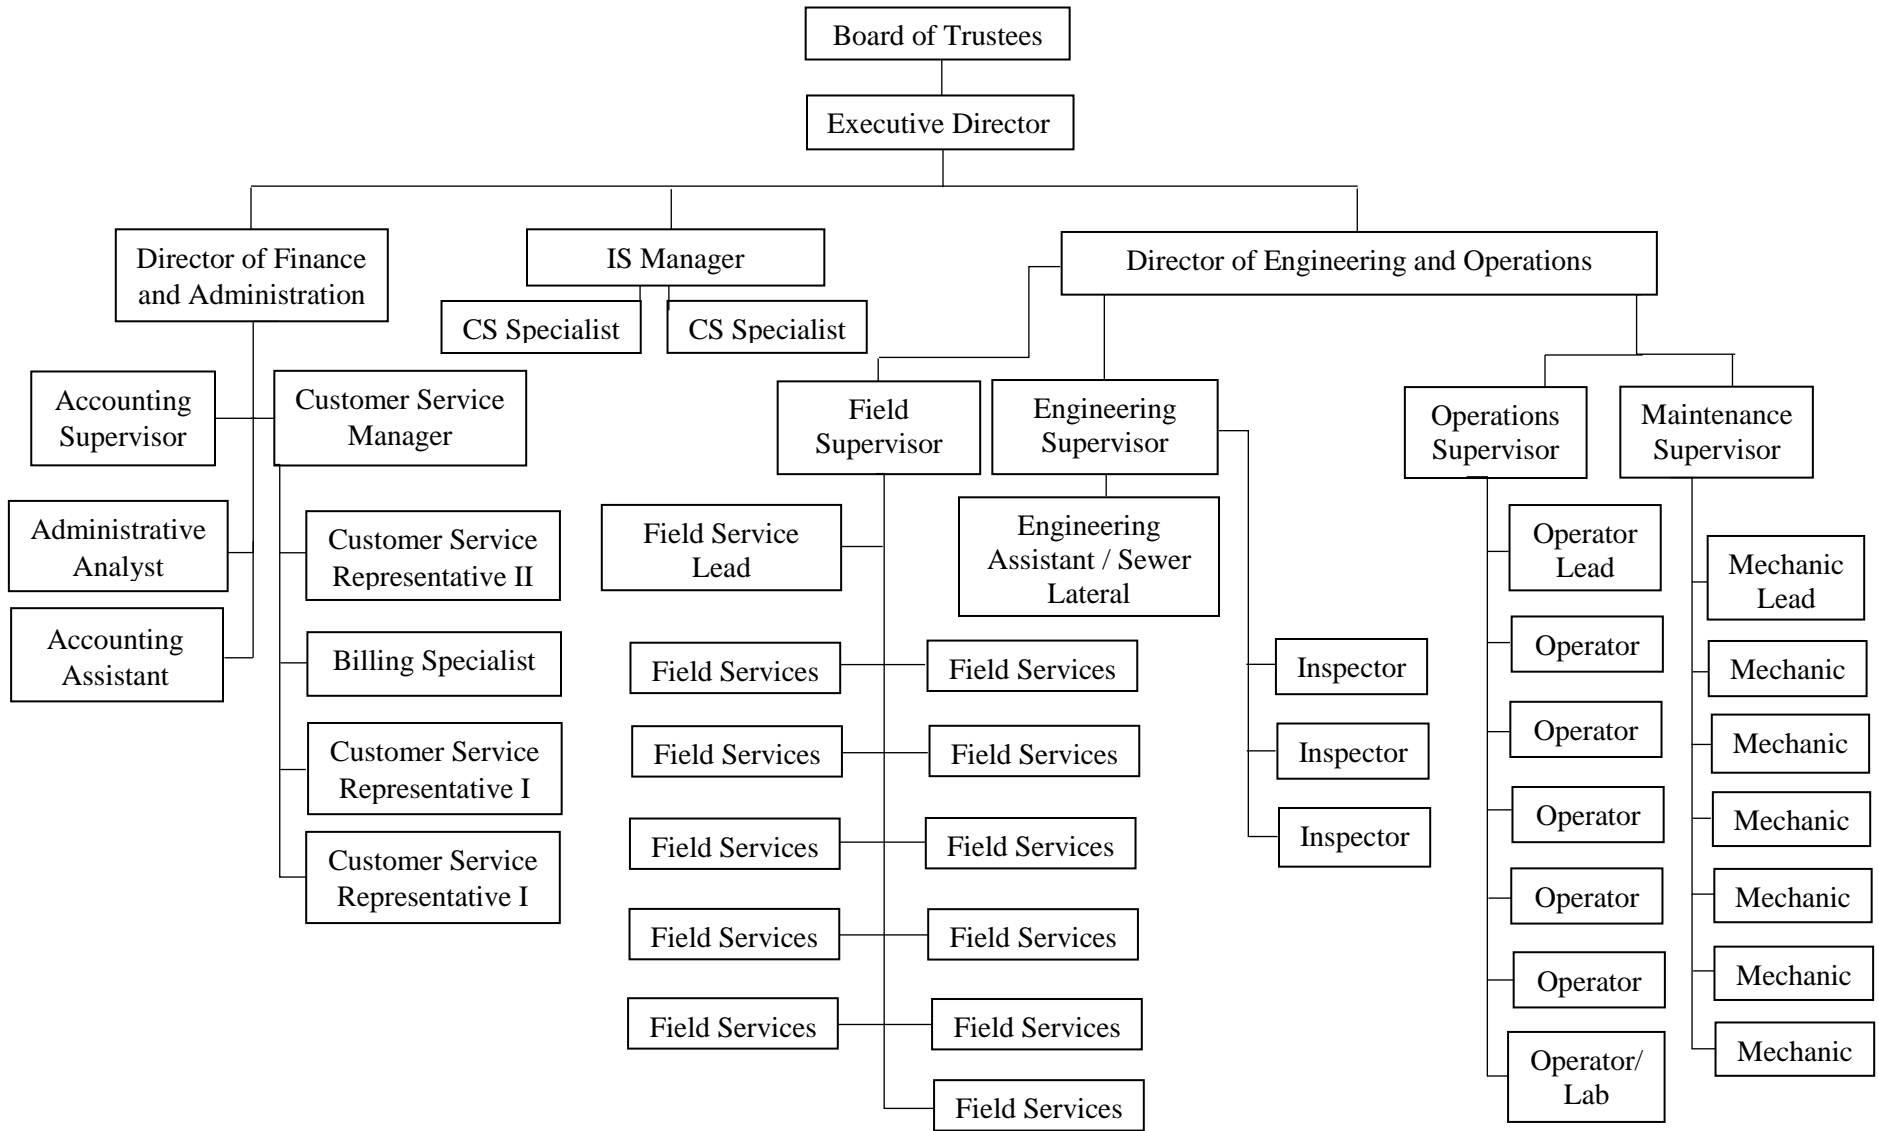 Board of Trustees
Executive Director
Director of Finance
and Administration
IS Manager
Director of Engineering and Operations
CS Specialist
CS Specialist
Accounting
Supervisor
Customer Service
Manager
Field
Supervisor
Engineering
Supervisor
Operations
Supervisor
Maintenance
Supervisor
Administrative
Analyst
Accounting
Assistant
Customer Service
Representative II
Billing Specialist
Customer Service
Representative I
Customer Service
Representative I
Field Service
Lead
Field Services
Field Services
Field Services
Field Services
Field Services
Field Services
Field Services
Field Services
Field Services
Field Services
Field Services
Engineering
Assistant / Sewer
Lateral
Inspector
Inspector
Inspector
Operator
Lead
Operator
Operator
Operator
Operator
Operator
Operator/
Lab
Mechanic
Lead
Mechanic
Mechanic
Mechanic
Mechanic
Mechanic
Mechanic